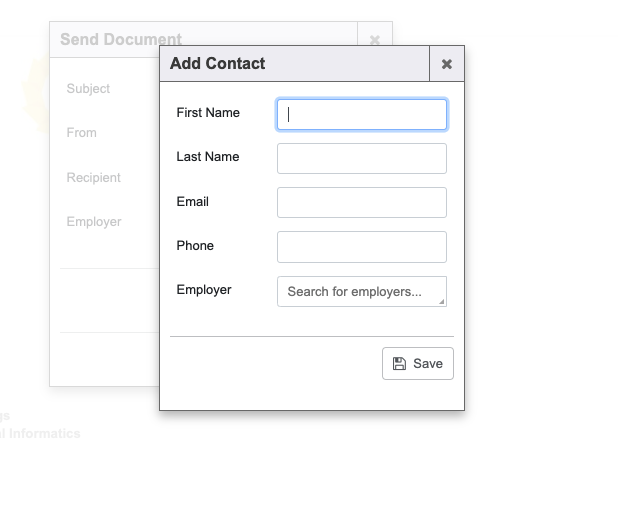 Send Document
Subject
From
Recipient
Employer
Add Contact
First Name
Last Name
Email
Phone
Employer
Search for employers...
Save
Informatics